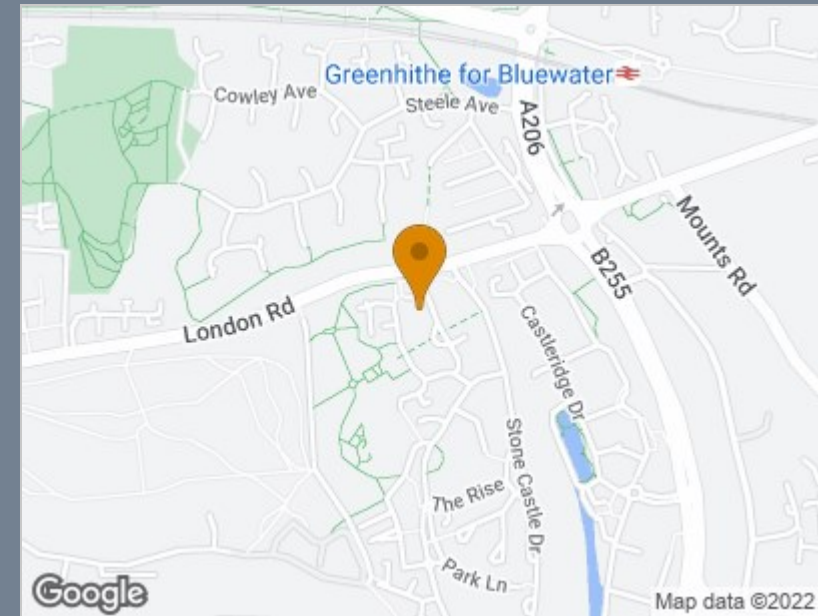 Cowley Ave
Greenhithe for Bluewater
Steele Ave
A206
Mounts Rd
B255
London Rd
Castleridge Dr
Stone Castle Dr
The Rise
Park Ln
Google
Map data ©2022